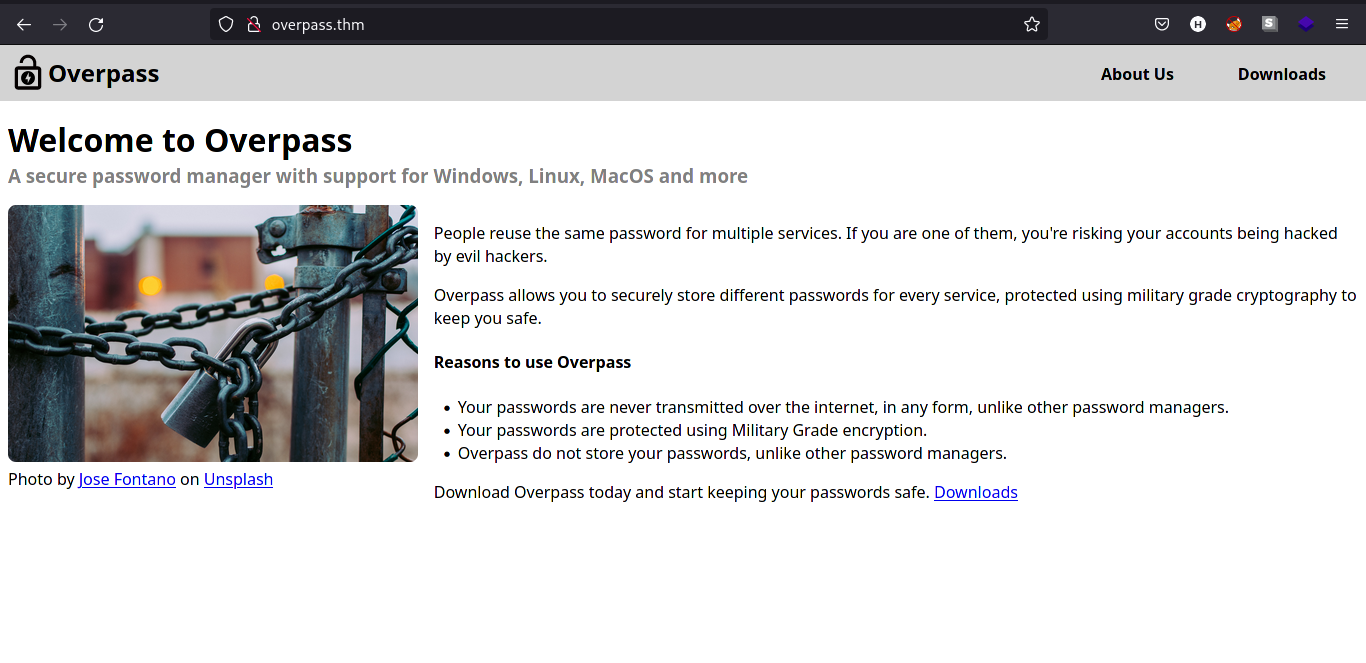 overpass.thm
Overpass
About Us
Downloads
Welcome to Overpass
A secure password manager with support for Windows, Linux, MacOS and more
People reuse the same password for multiple services. If you are one of them, you're risking your accounts being hacked
by evil hackers.
Overpass allows you to securely store different passwords for every service, protected using military grade cryptography to
keep you safe.
Reasons to use Overpass
Your passwords are never transmitted over the internet, in any form, unlike other password managers.
Your passwords are protected using Military Grade encryption.
Overpass do not store your passwords, unlike other password managers.
Download Overpass today and start keeping your passwords safe. Downloads
Photo by Jose Fontano on Unsplash